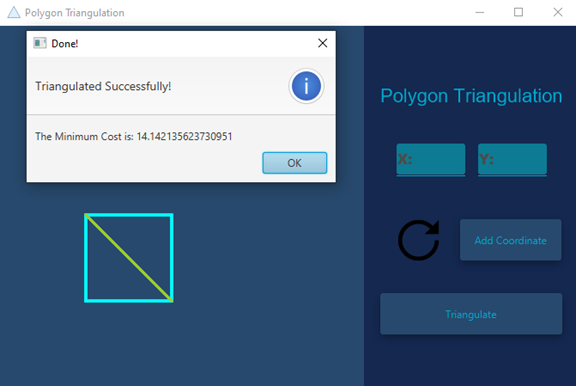 Polygon Triangulation
Done!
Triangulated Successfully!
i
The Minimum Cost is: 14.142135623730951
OK
Polygon Triangulation
X:
Y:
Add Coordinate
Triangulate